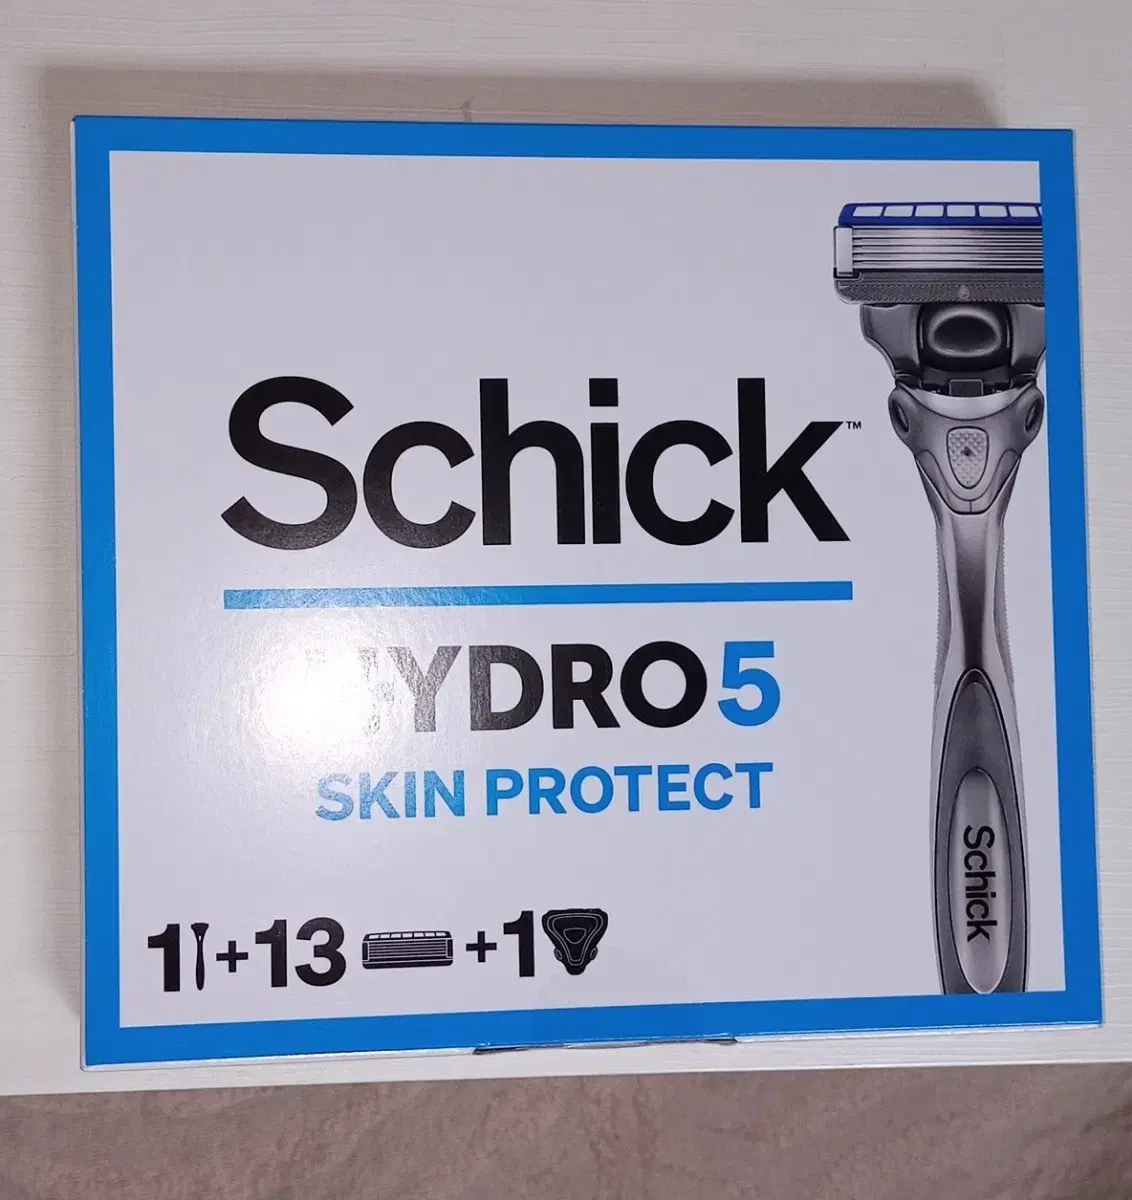 Schick™
HYDRO5
SKIN PROTECT
1+13+1
Schick